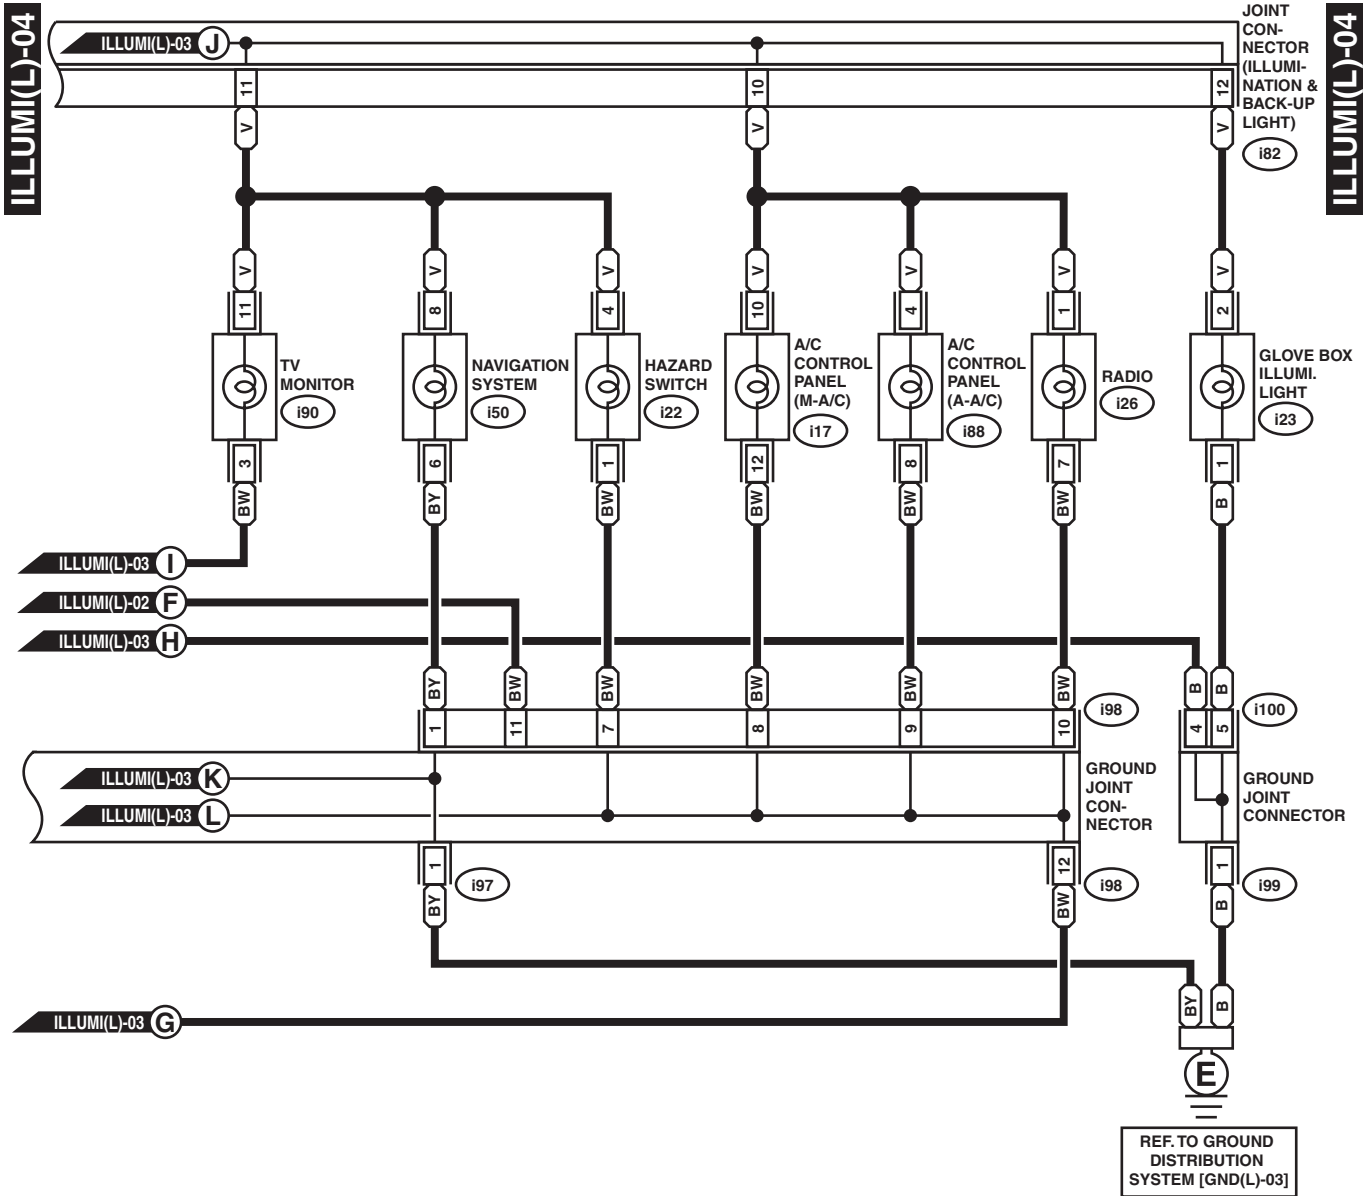 ILLUMI(L)-04
ILLUMI(L)-04
ILLUMI(L)-03 J
JOINT
CON-
NECTOR
(ILLUMI-
NATION &
BACK-UP
LIGHT)
i82
11
10
12
V
V
V
V
V
V
V
V
V
V
11
8
4
10
4
1
2
TV
MONITOR
i90
NAVIGATION
SYSTEM
i50
HAZARD
SWITCH
i22
A/C
CONTROL
PANEL
(M-A/C)
i17
A/C
CONTROL
PANEL
(A-A/C)
i88
RADIO
i26
GLOVE BOX
ILLUMI.
LIGHT
i23
3
6
1
12
8
7
1
BW
BY
BW
BW
BW
BW
B
ILLUMI(L)-03 I
ILLUMI(L)-02 F
ILLUMI(L)-03 H
BY
BW
BW
BW
BW
BW
B
B
1
11
7
8
9
10
i98
4
5
i100
ILLUMI(L)-03 K
ILLUMI(L)-03 L
GROUND
JOINT
CON-
NECTOR
GROUND
JOINT
CONNECTOR
1
i97
12
i98
1
i99
BY
BW
B
ILLUMI(L)-03 G
BY
B
E
REF. TO GROUND
DISTRIBUTION
SYSTEM [GND(L)-03]